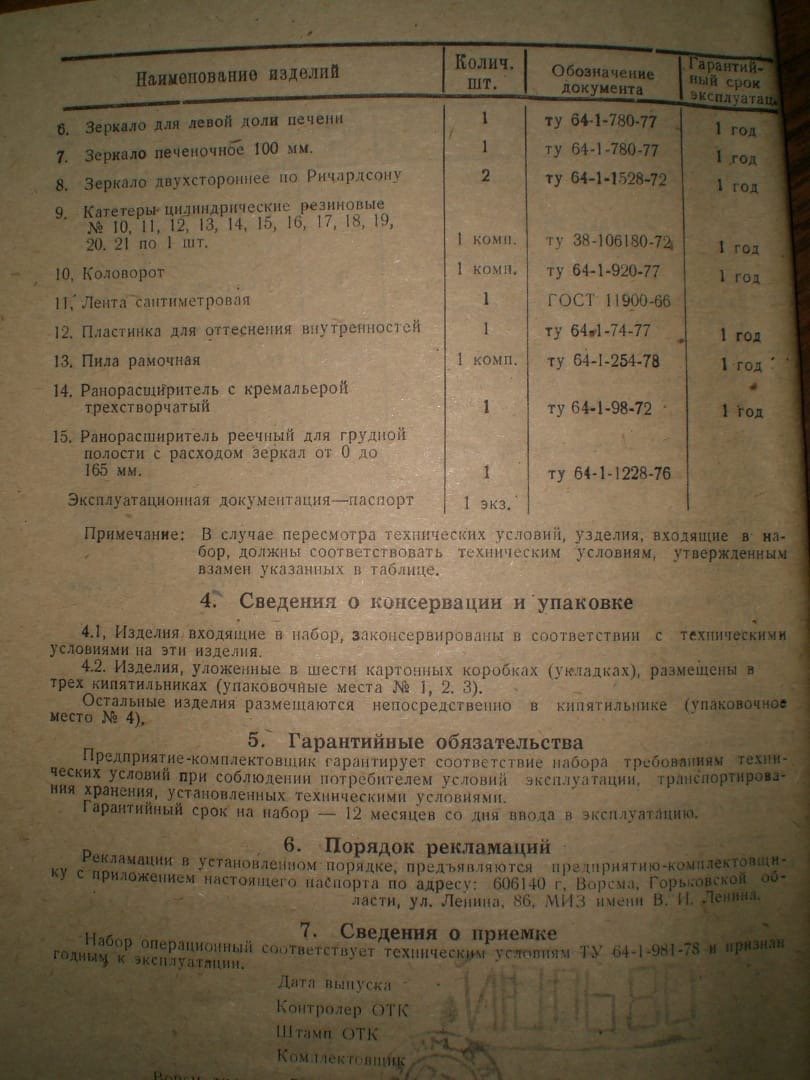 Наименование изделий Колич. шт. Обозначение документа Гарантий-ный срок эксплуатац.
6. Зеркало для левой доли печени 1 ту 64-1-780-77 1 год
7. Зеркало печеночное 100 мм. 1 ту 64-1-780-77 1 год
8. Зеркало двухстороннее по Ричардсону 2 ту 64-1-1528-72 1 год
9. Катетеры цилиндрические резиновые
№ 10, 11, 12, 13, 14, 15, 16, 17, 18, 19,
20. 21 по 1 шт. 1 комп. ту 38-106180-72, 1 год
10, Коловорот 1 комп. ту 64-1-920-77 1 год
11, Лента сантиметровая 1 ГОСТ 11900-66
12. Пластинка для оттеснения внутренностей 1 ту 64-1-74-77 1 год
13. Пила рамочная 1 комп. ту 64-1-254-78 1 год
14. Ранорасщиритель с кремальерой
трехстворчатый 1 ту 64-1-98-72 1 год
15. Ранорасширитель реечный для грудной
полости с расходом зеркал от 0 до
165 мм. 1 ту 64-1-1228-76
Эксплуатационная документация—паспорт 1 экз.
Примечание: В случае пересмотра технических условий, узделия, входящие в на-
бор, должны соответствовать техническим условиям, утвержденным
взамен указанных в таблице.
4. Сведения о консервации и упаковке
4.1, Изделия входящие в набор, законсервированы в соответствии с техническими
условиями на эти изделия.
4.2. Изделия, уложенные в шести картонных коробках (укладках), размещены в
трех кипятильниках (упаковочные места № 1, 2. 3).
Остальные изделия размещаются непосредственно в кипятильнике (упаковочное
место № 4),
5. Гарантийные обязательства
Предприятие-комплектовщик гарантирует соответствие набора требованиям техни-
ческих условий при соблюдении потребителем условий эксплуатации, транспортирова-
ния хранения, установленных техническими условиями.
Гарантийный срок на набор — 12 месяцев со дня ввода в эксплуатацию.
6. Порядок рекламаций
Рекламации в установленном порядке, предъявляются предприятию-комплектовщи-
ку с приложением настоящего паспорта по адресу: 606140 г, Ворсма, Горьковской об-
ласти, ул. Ленина, 86, МИЗ имени В. И. Ленина.
7. Сведения о приемке
Набор операционный соответствует техническим условиям ТУ 64-1-981-78 и признан
годным к эксплуатации.
Дата выпуска
Контролер ОТК
Штамп ОТК
Комплектовщик